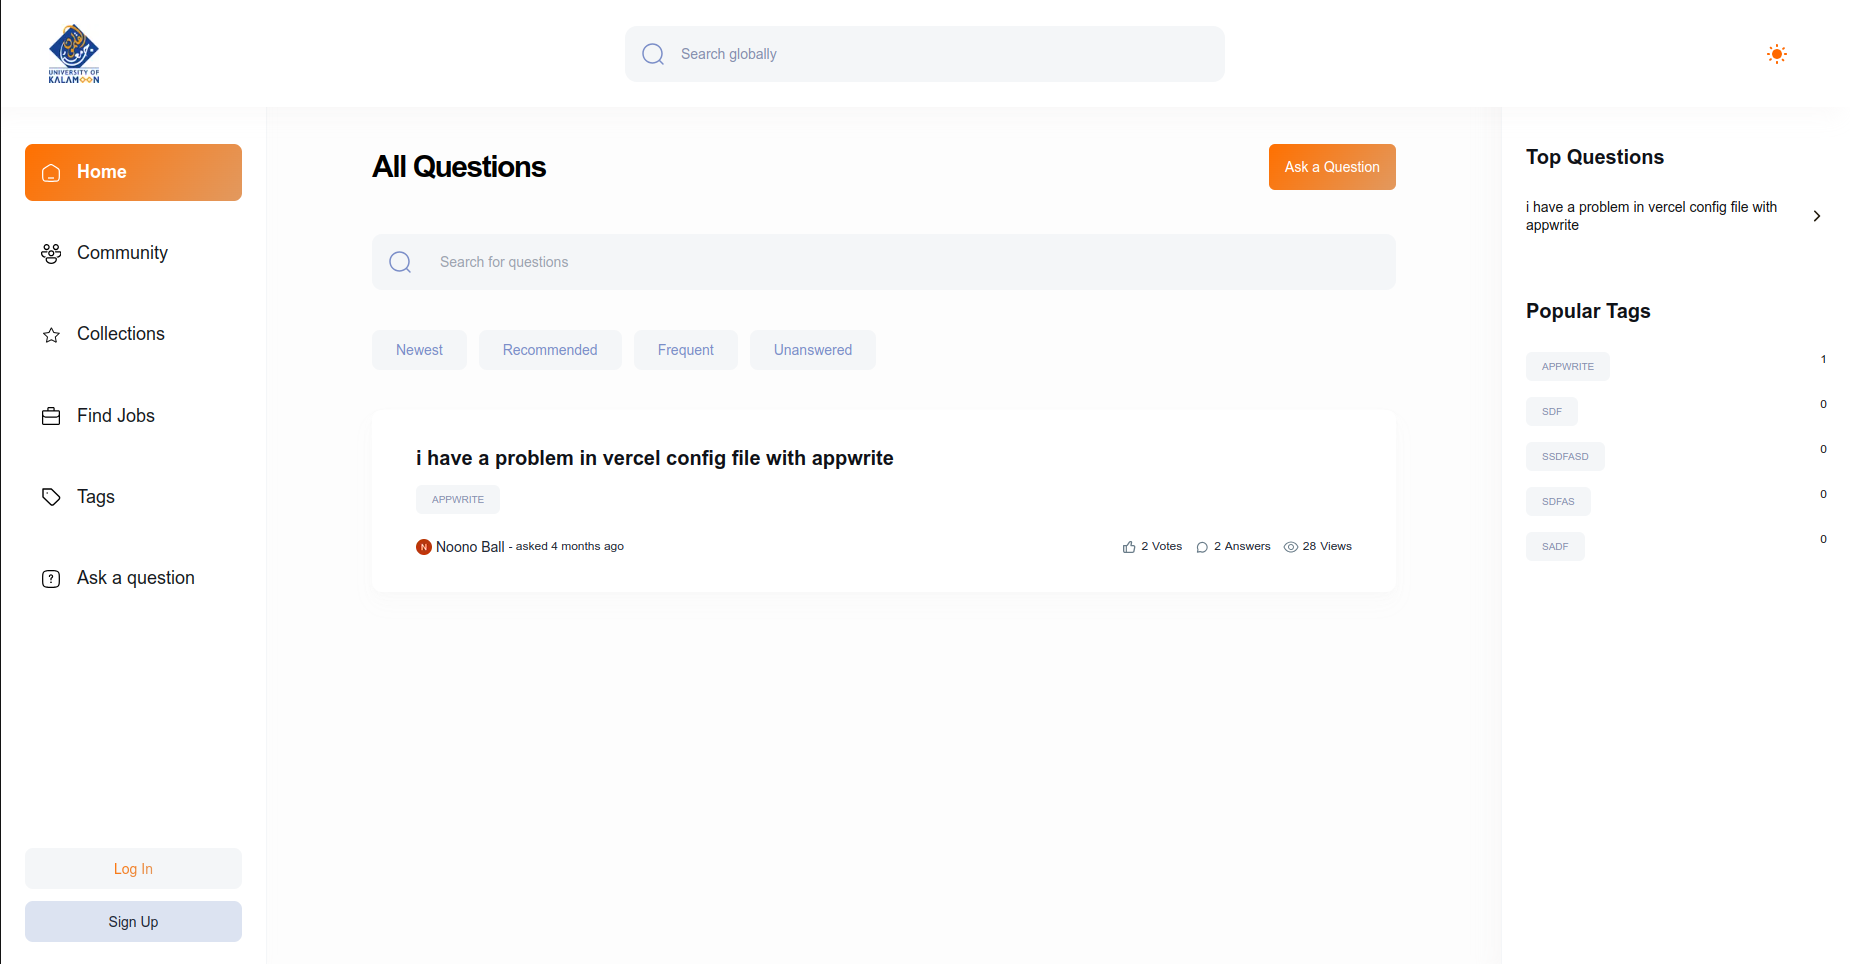 UNIVERSITY OF
KALAMOON
Search globally
Home
Community
Collections
Find Jobs
Tags
Ask a question
Log In
Sign Up
All Questions
Ask a Question
Search for questions
Newest
Recommended
Frequent
Unanswered
i have a problem in vercel config file with appwrite
APPWRITE
N Noono Ball - asked 4 months ago
2 Votes
2 Answers
28 Views
Top Questions
i have a problem in vercel config file with
appwrite
Popular Tags
APPWRITE 1
SDF 0
SSDFASD 0
SDFAS 0
SADF 0